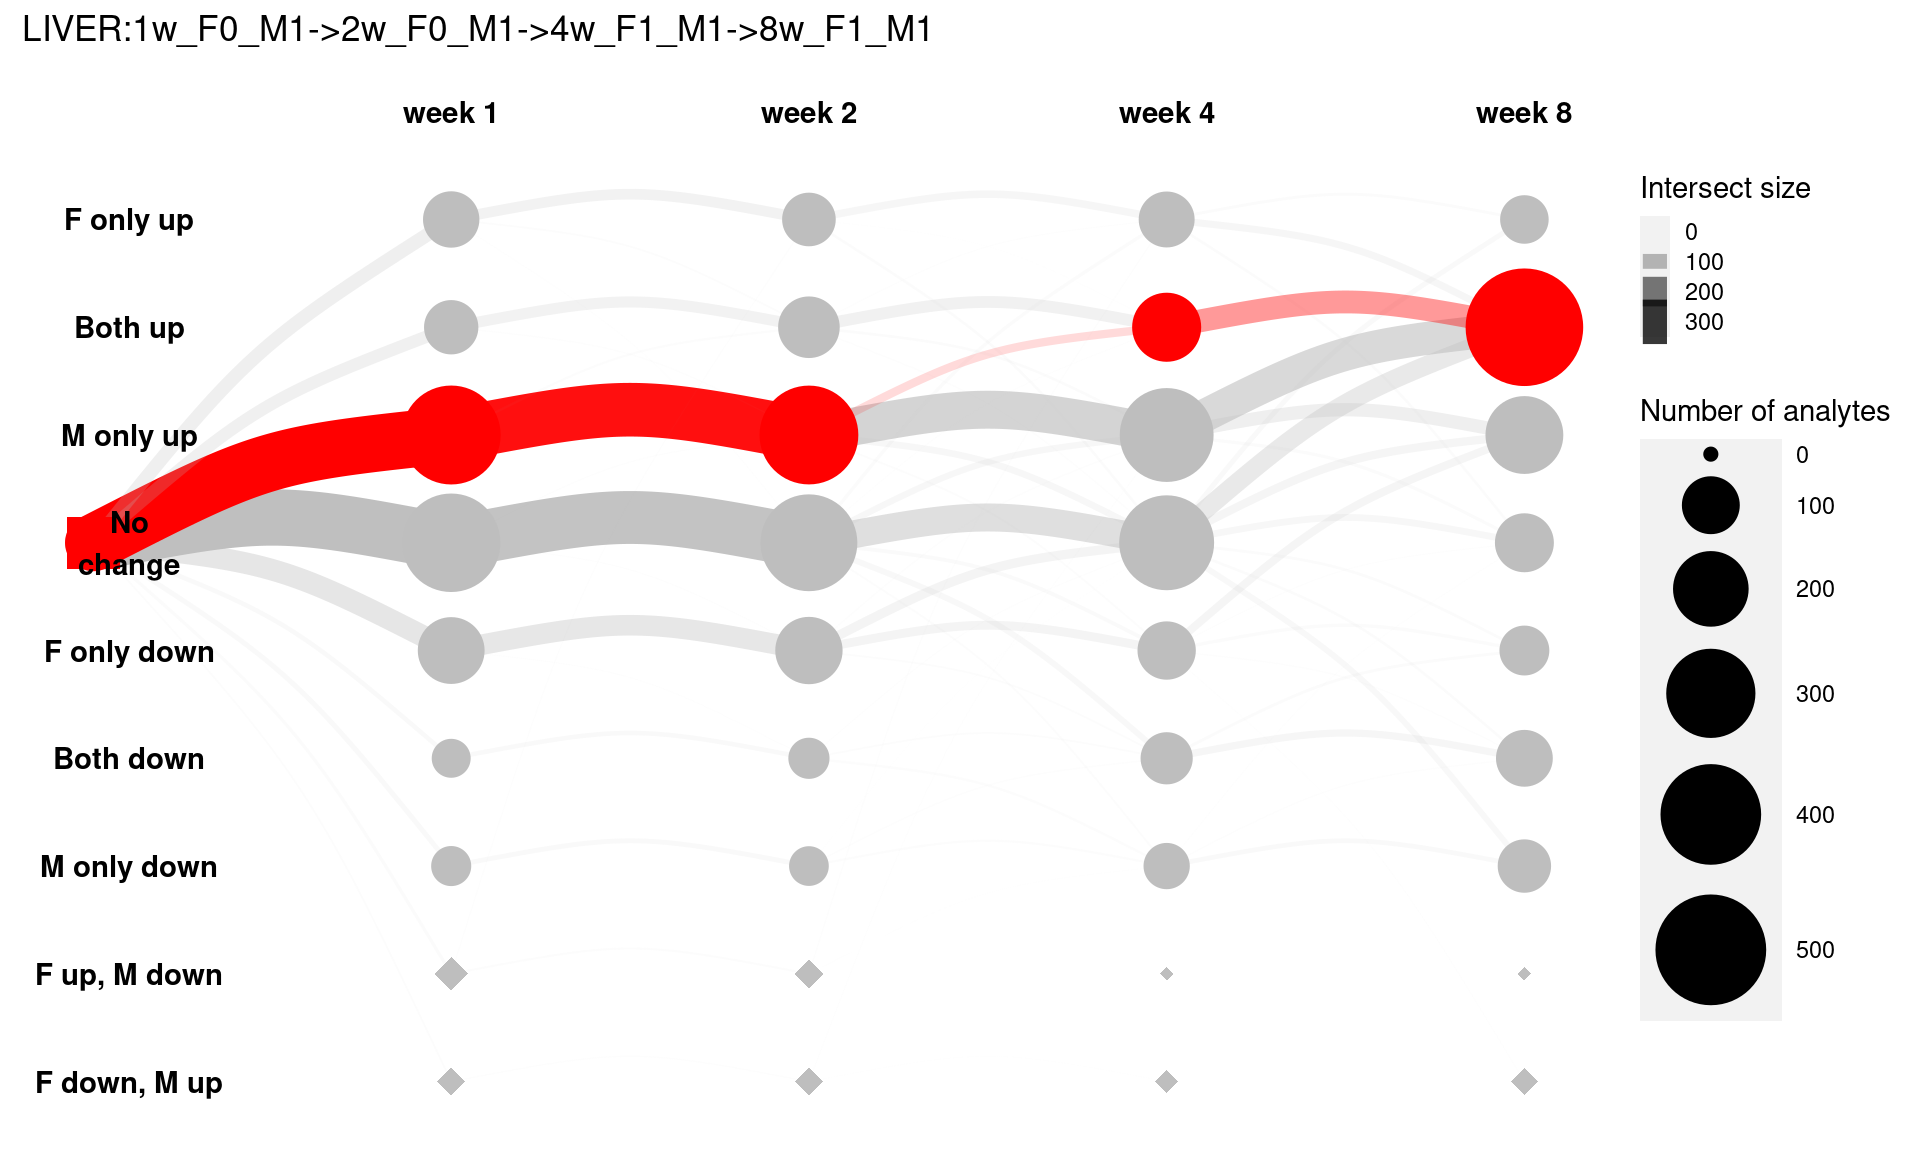 LIVER:1w_F0_M1->2w_F0_M1->4w_F1_M1->8w_F1_M1
week 1
week 2
week 4
week 8
F only up
Both up
M only up
No
change
F only down
Both down
M only down
F up, M down
F down, M up
Intersect size
0
100
200
300
Number of analytes
0
100
200
300
400
500